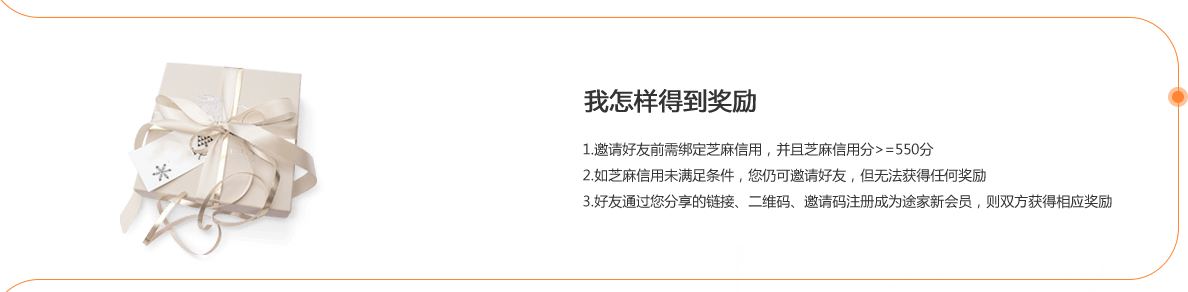 我怎样得到奖励
1.邀请好友前需绑定芝麻信用，并且芝麻信用分>=550分
2.如芝麻信用未满足条件，您仍可邀请好友，但无法获得任何奖励
3.好友通过您分享的链接、二维码、邀请码注册成为途家新会员，则双方获得相应奖励